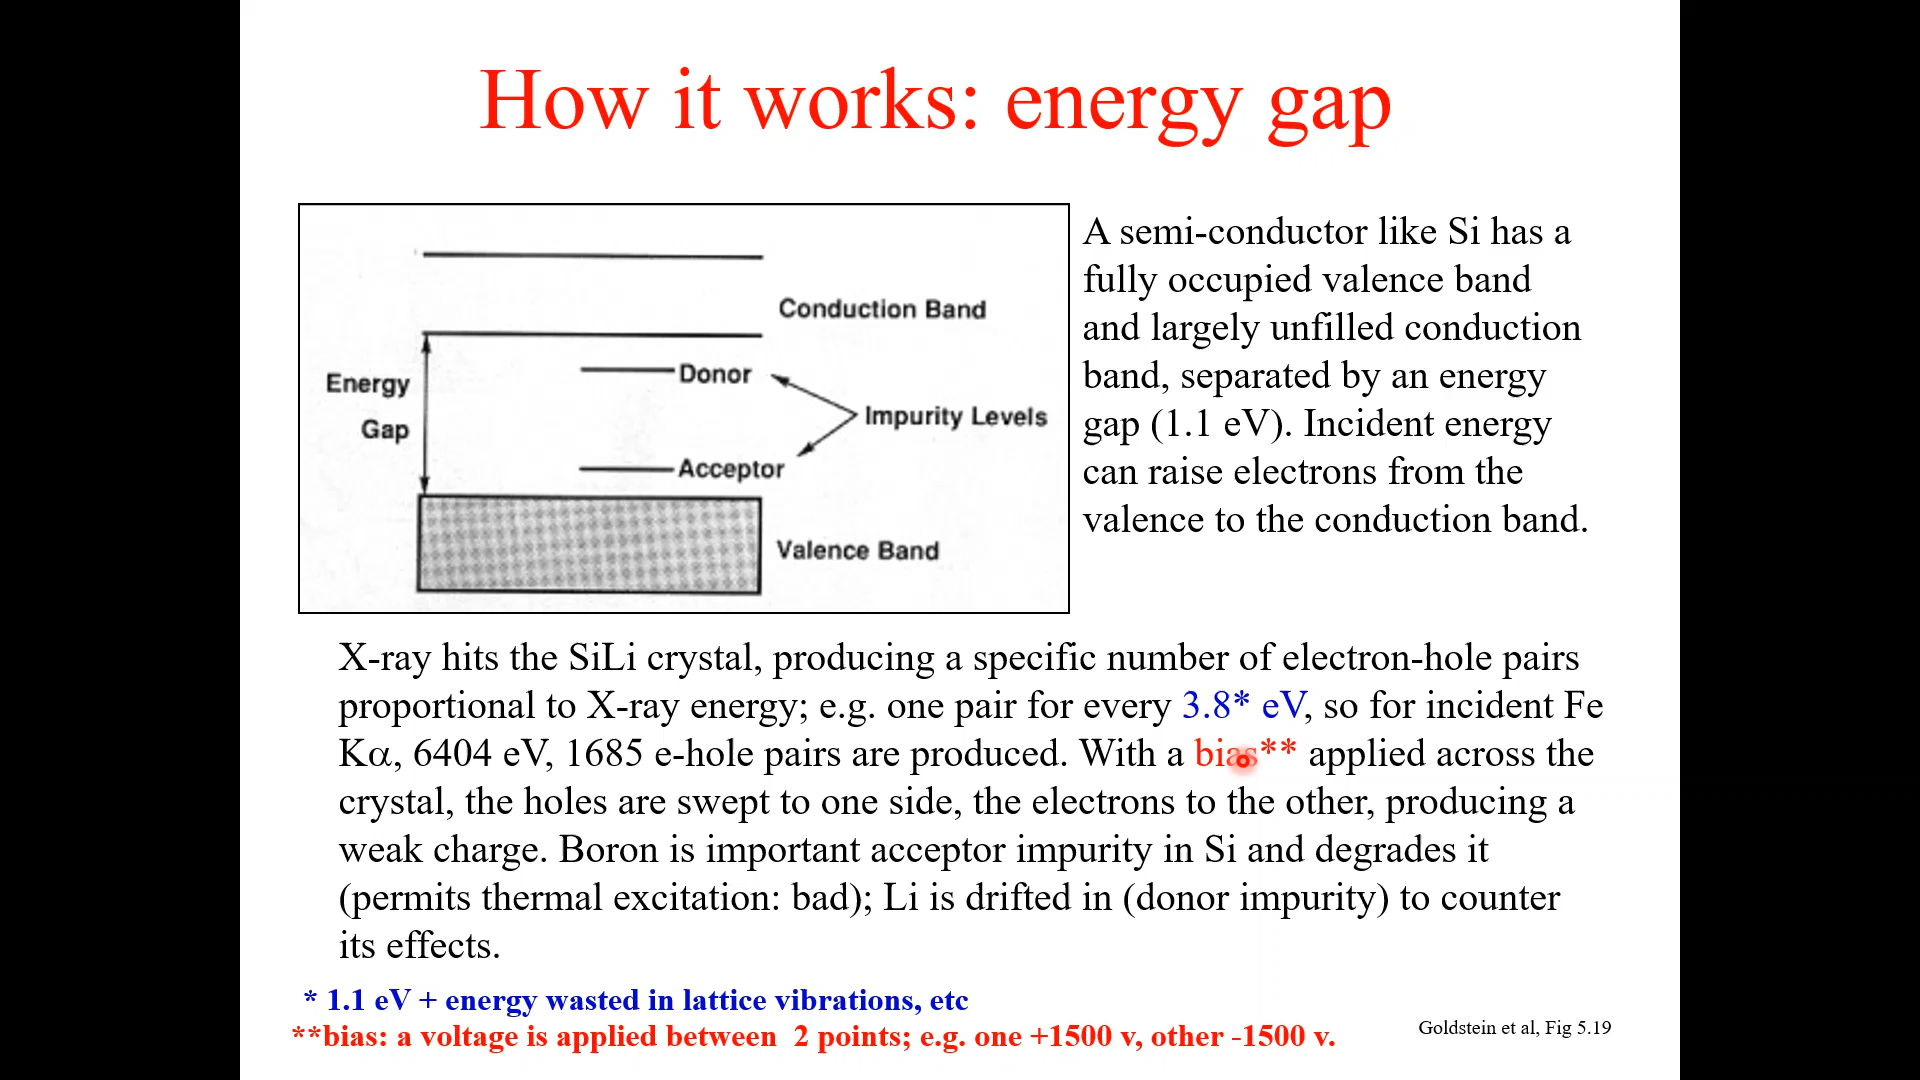 How it works: energy gap
Conduction Band
Energy
Gap
Donor
Impurity Levels
Acceptor
Valence Band
A semi-conductor like Si has a
fully occupied valence band
and largely unfilled conduction
band, separated by an energy
gap (1.1 eV). Incident energy
can raise electrons from the
valence to the conduction band.
X-ray hits the SiLi crystal, producing a specific number of electron-hole pairs
proportional to X-ray energy; e.g. one pair for every 3.8* eV, so for incident Fe
Kα, 6404 eV, 1685 e-hole pairs are produced. With a bias** applied across the
crystal, the holes are swept to one side, the electrons to the other, producing a
weak charge. Boron is important acceptor impurity in Si and degrades it
(permits thermal excitation: bad); Li is drifted in (donor impurity) to counter
its effects.
* 1.1 eV + energy wasted in lattice vibrations, etc
**bias: a voltage is applied between 2 points; e.g. one +1500 v, other -1500 v.
Goldstein et al, Fig 5.19